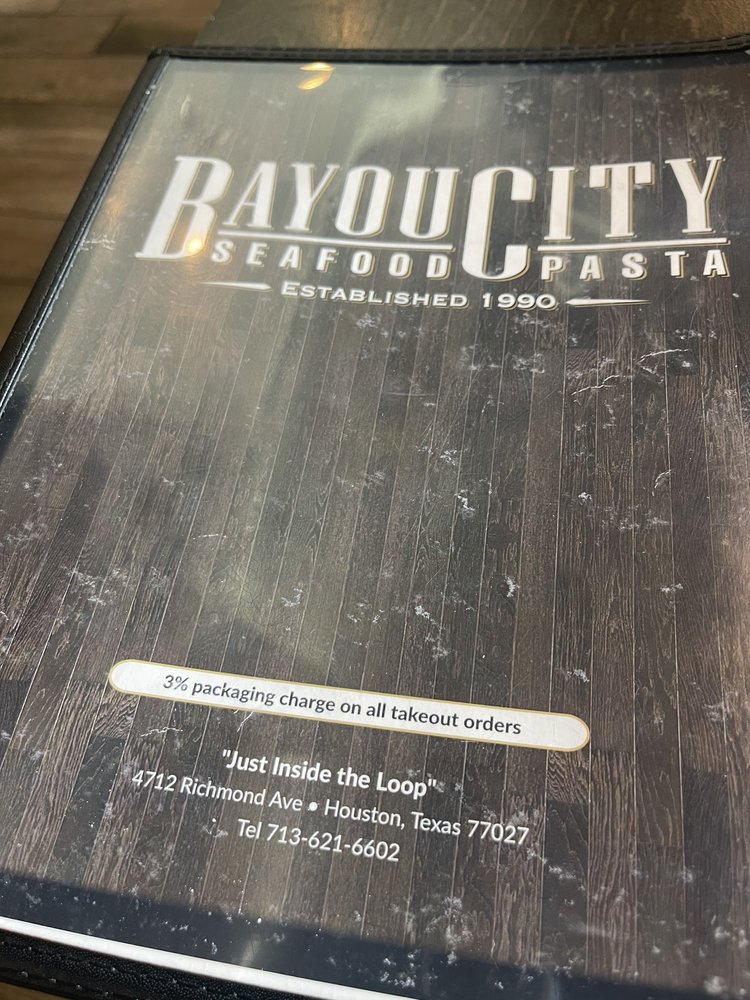 BAYOU CITY
SEAFOOD PASTA
ESTABLISHED 1990
3% packaging charge on all takeout orders
"Just Inside the Loop"
4712 Richmond Ave • Houston, Texas 77027
Tel 713-621-6602